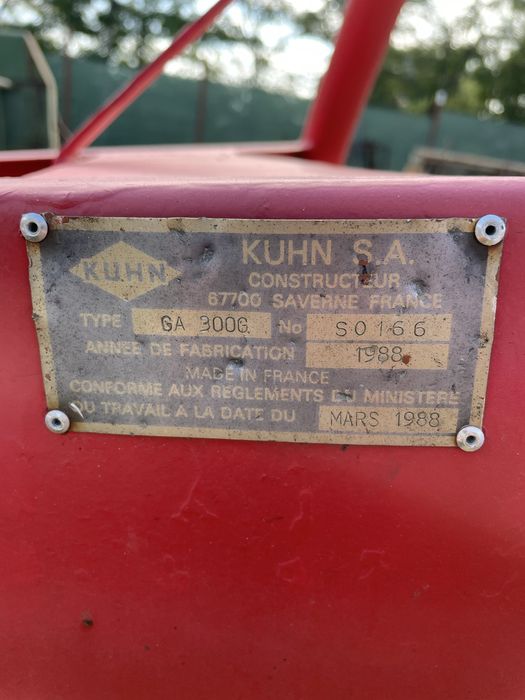 KUHN
KUHN S.A.
CONSTRUCTEUR
67700 SAVERNE FRANCE
TYPE GA 300G No S0166
ANNEE DE FABRICATION 1988
MADE IN FRANCE
CONFORME AUX REGLEMENTS DU MINISTERE
DU TRAVAIL A LA DATE DU MARS 1988